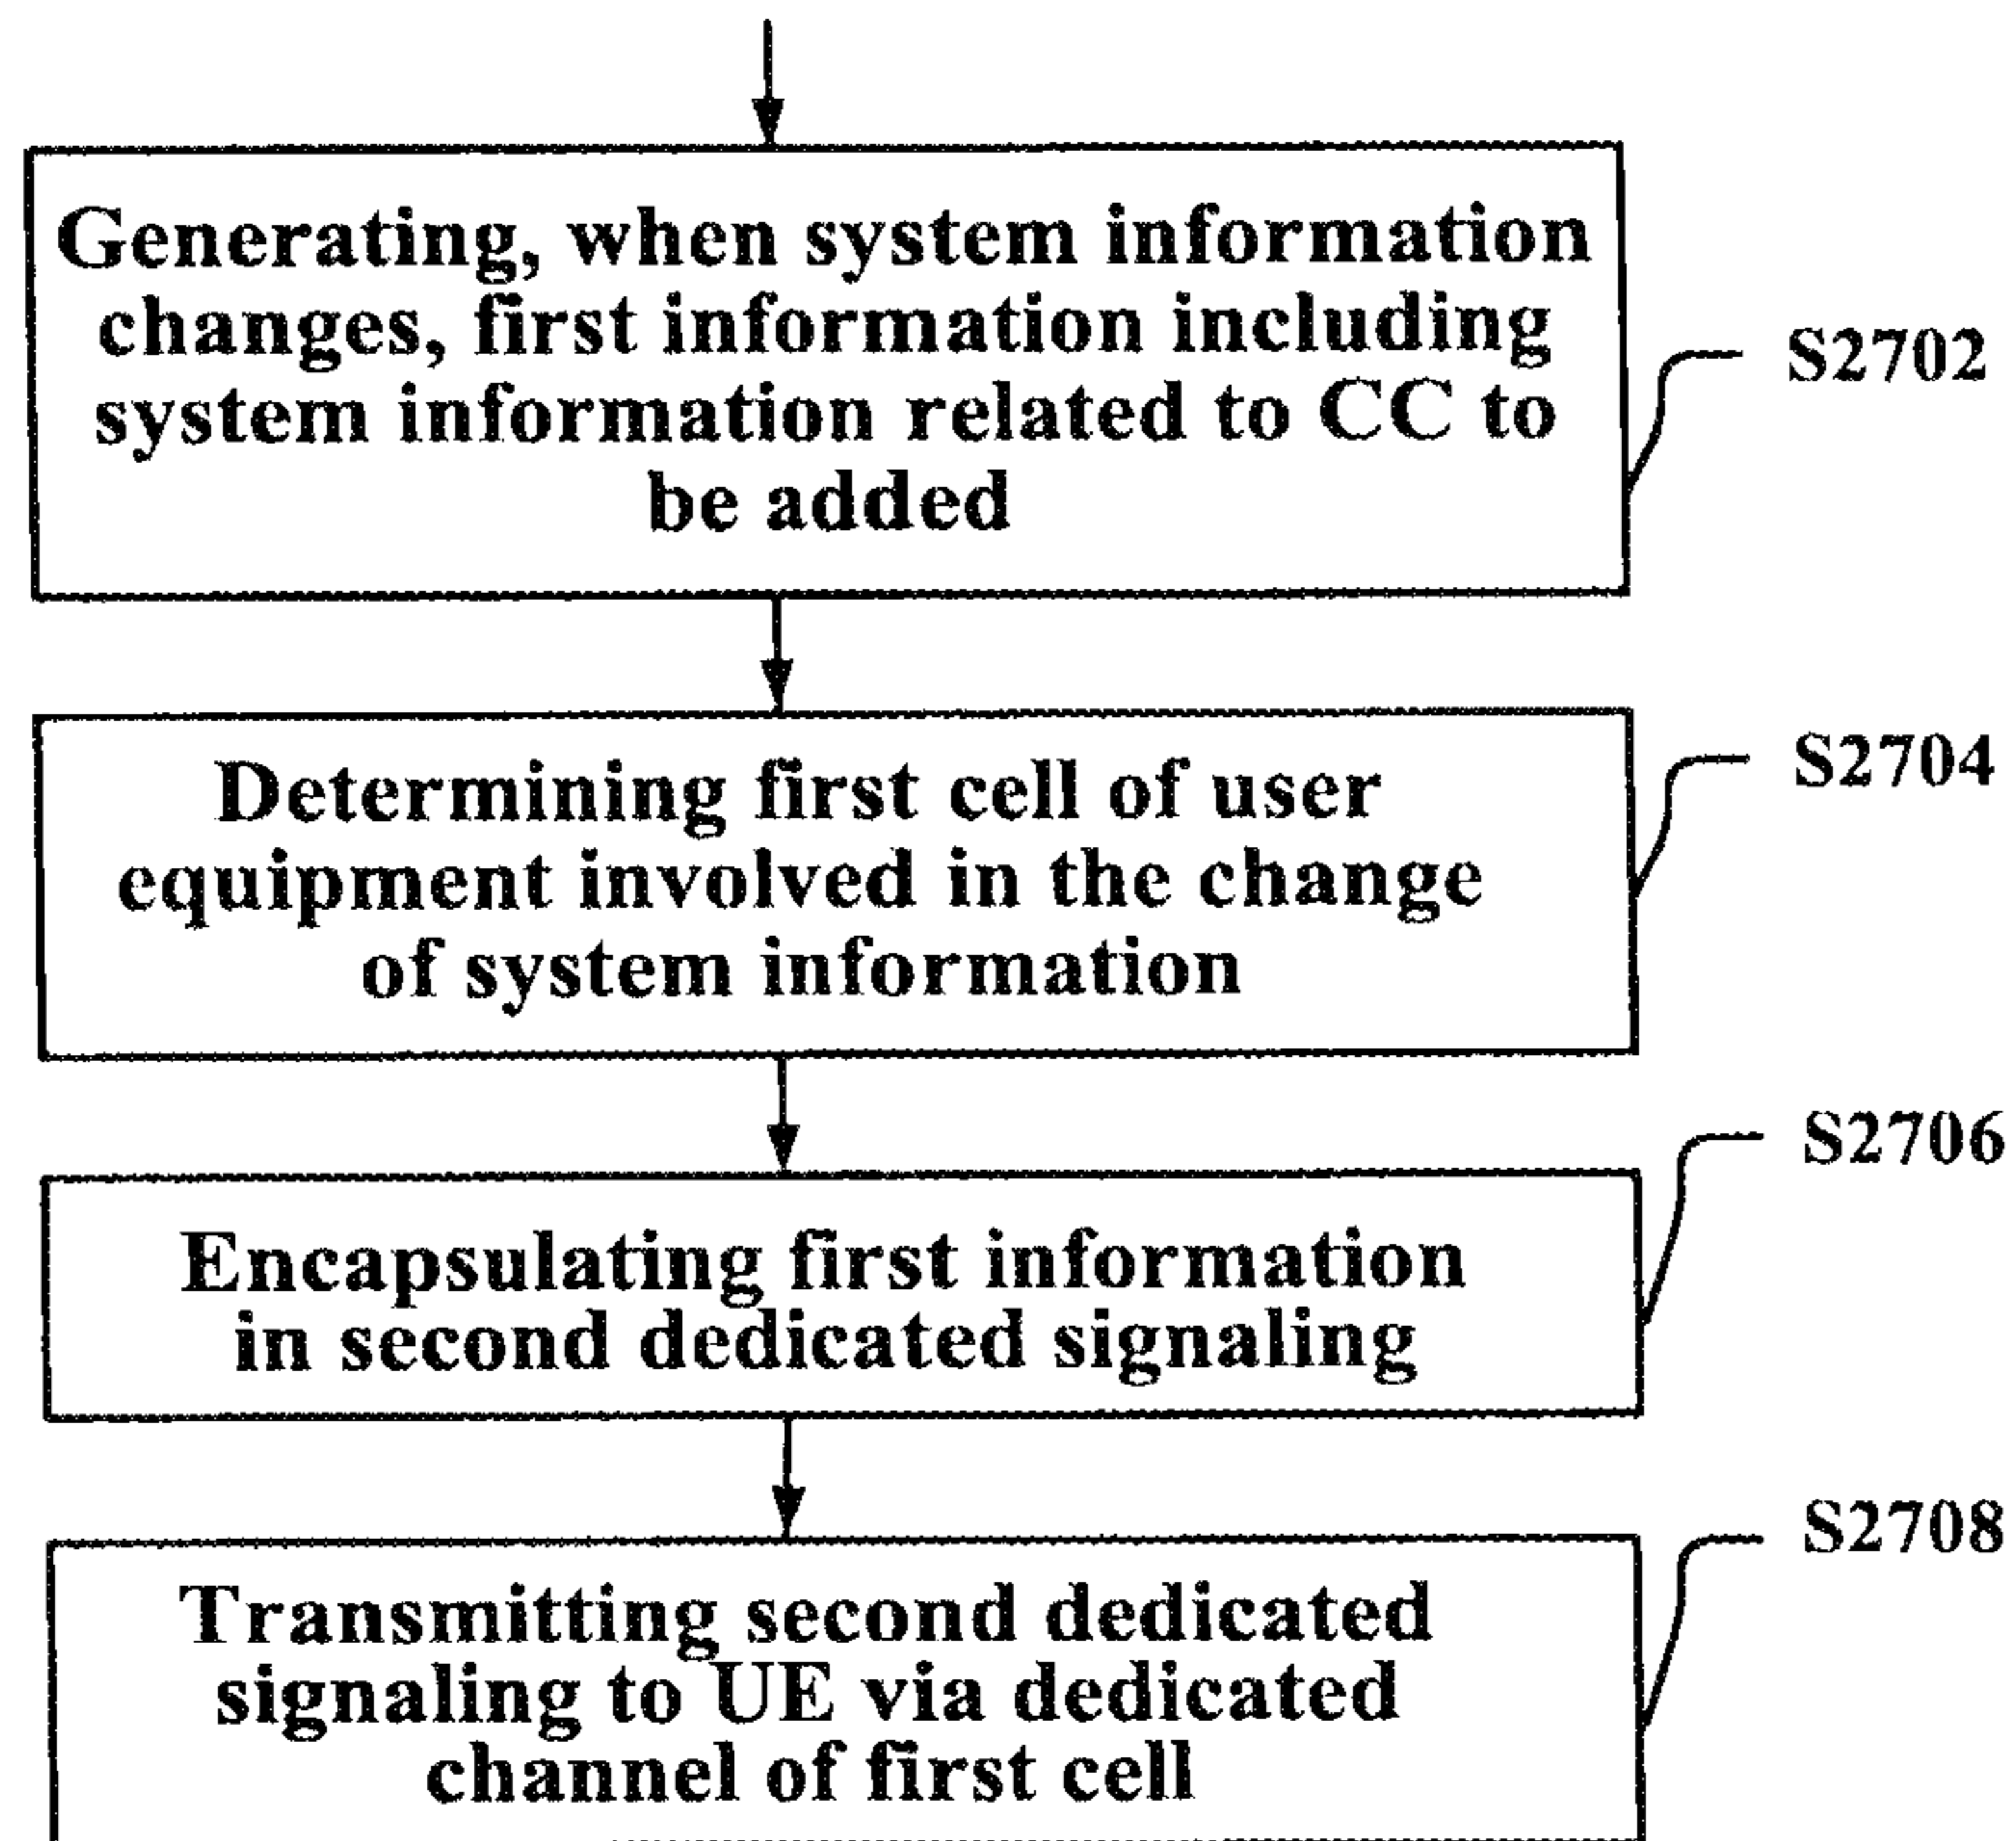 Generating, when system information
changes, first information including
system information related to CC to
be added
S2702
Determining first cell of user
equipment involved in the change
of system information
S2704
Encapsulating first information
in second dedicated signaling
S2706
Transmitting second dedicated
signaling to UE via dedicated
channel of first cell
S2708